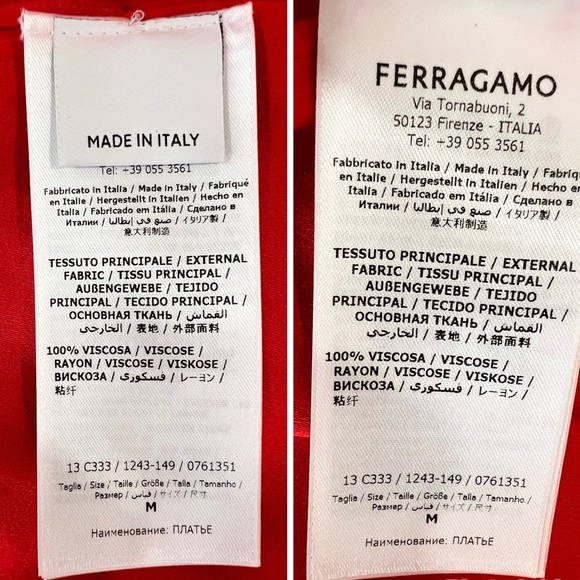 MADE IN ITALY
Tel: +39 055 3561
Fabbricato in Italia / Made in Italy / Fabriqué
en Italie / Hergestellt in Italien / Hecho en
Italia / Fabricado em Itália / Сделано в
Италии / صنع في إيطاليا / イタリア製 /
意大利制造
TESSUTO PRINCIPALE / EXTERNAL
FABRIC / TISSU PRINCIPAL /
AUßENGEWEBE / TEJIDO
PRINCIPAL / TECIDO PRINCIPAL /
ОСНОВНАЯ ТКАНЬ / القماش
الخارجي / 表地 / 外部面料
100% VISCOSA / VISCOSE /
RAYON / VISCOSE / VISKOSE /
ВИСКОЗА / فسكوري / レーヨン /
粘纤
13 C333 / 1243-149 / 0761351
Taglia / Size / Taille / Größe / Talla / Tamanho /
Размер / قياس / サイズ / 尺寸
M
Наименование: ПЛАТЬЕ
FERRAGAMO
Via Tornabuoni, 2
50123 Firenze - ITALIA
Tel: +39 055 3561
Fabbricato in Italia / Made in Italy / Fabriqu
en Italie / Hergestellt in Italien / Hecho en
Italia / Fabricado em Itália / Сделано в
Италии / صنع في إيطاليا / イタリア製 /
意大利制造
TESSUTO PRINCIPALE / EXTERNAL
FABRIC / TISSU PRINCIPAL /
AUßENGEWEBE / TEJIDO
PRINCIPAL / TECIDO PRINCIPAL /
ОСНОВНАЯ ТКАНЬ / القماش
الخارجي / 表地 / 外部面料
100% VISCOSA / VISCOSE /
RAYON / VISCOSE / VISKOSE /
ВИСКОЗА / فسكوري / レーヨン /
粘纤
13 C333 / 1243-149 / 0761351
Taglia / Size / Taille / Größe / Talla / Tamanho /
Размер / قياس / サイズ / 尺寸
M
Наименование: ПЛАТЬЕ